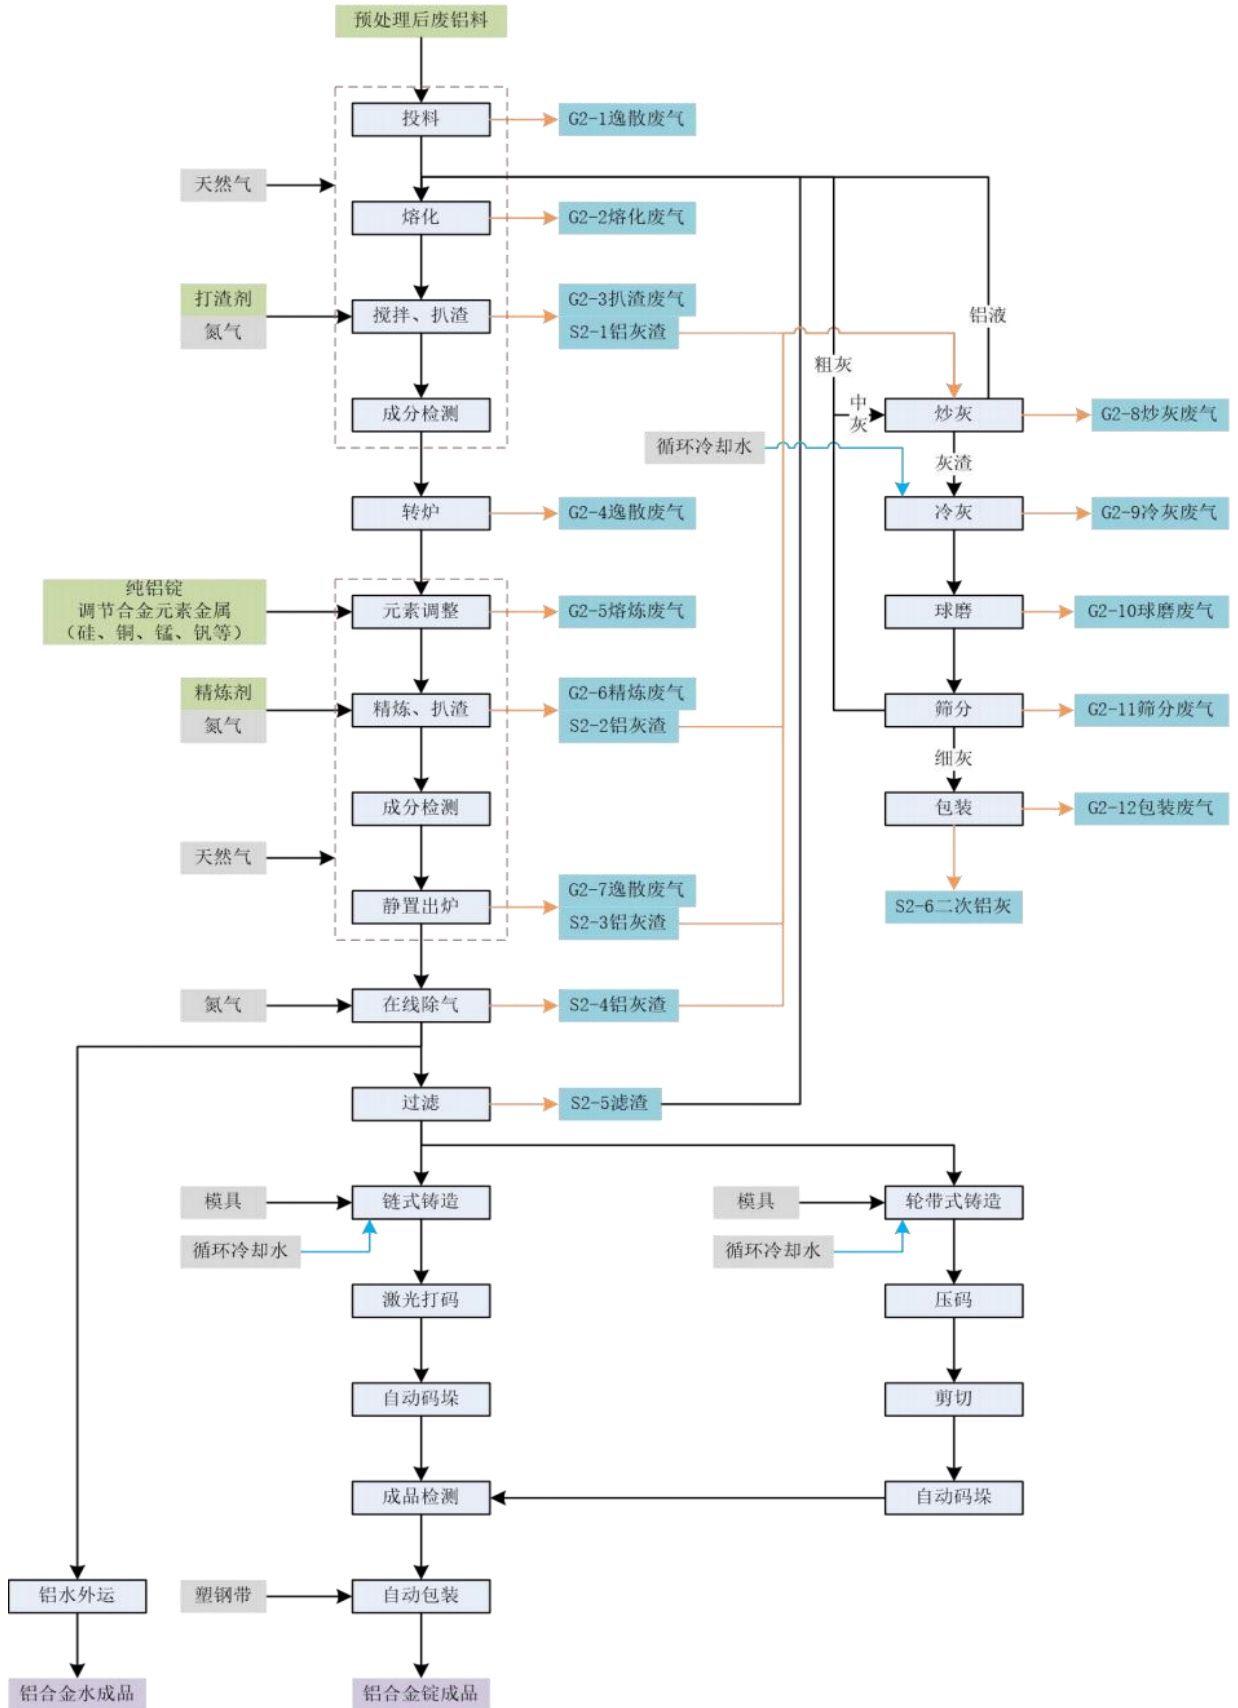 预处理后废铝料
投料
G2-1逸散废气
天然气
熔化
G2-2熔化废气
打渣剂
氮气
搅拌、扒渣
G2-3扒渣废气
S2-1铝灰渣
铝液
粗灰
中
灰
成分检测
炒灰
G2-8炒灰废气
循环冷却水
灰渣
转炉
G2-4逸散废气
冷灰
G2-9冷灰废气
纯铝锭
调节合金元素金属
（硅、铜、锰、钒等）
元素调整
G2-5熔炼废气
球磨
G2-10球磨废气
精炼剂
氮气
精炼、扒渣
G2-6精炼废气
S2-2铝灰渣
筛分
G2-11筛分废气
细灰
成分检测
包装
G2-12包装废气
天然气
静置出炉
G2-7逸散废气
S2-3铝灰渣
S2-6二次铝灰
氮气
在线除气
S2-4铝灰渣
过滤
S2-5滤渣
模具
链式铸造
模具
轮带式铸造
循环冷却水
循环冷却水
激光打码
压码
自动码垛
剪切
成品检测
自动码垛
铝水外运
塑钢带
自动包装
铝合金水成品
铝合金锭成品